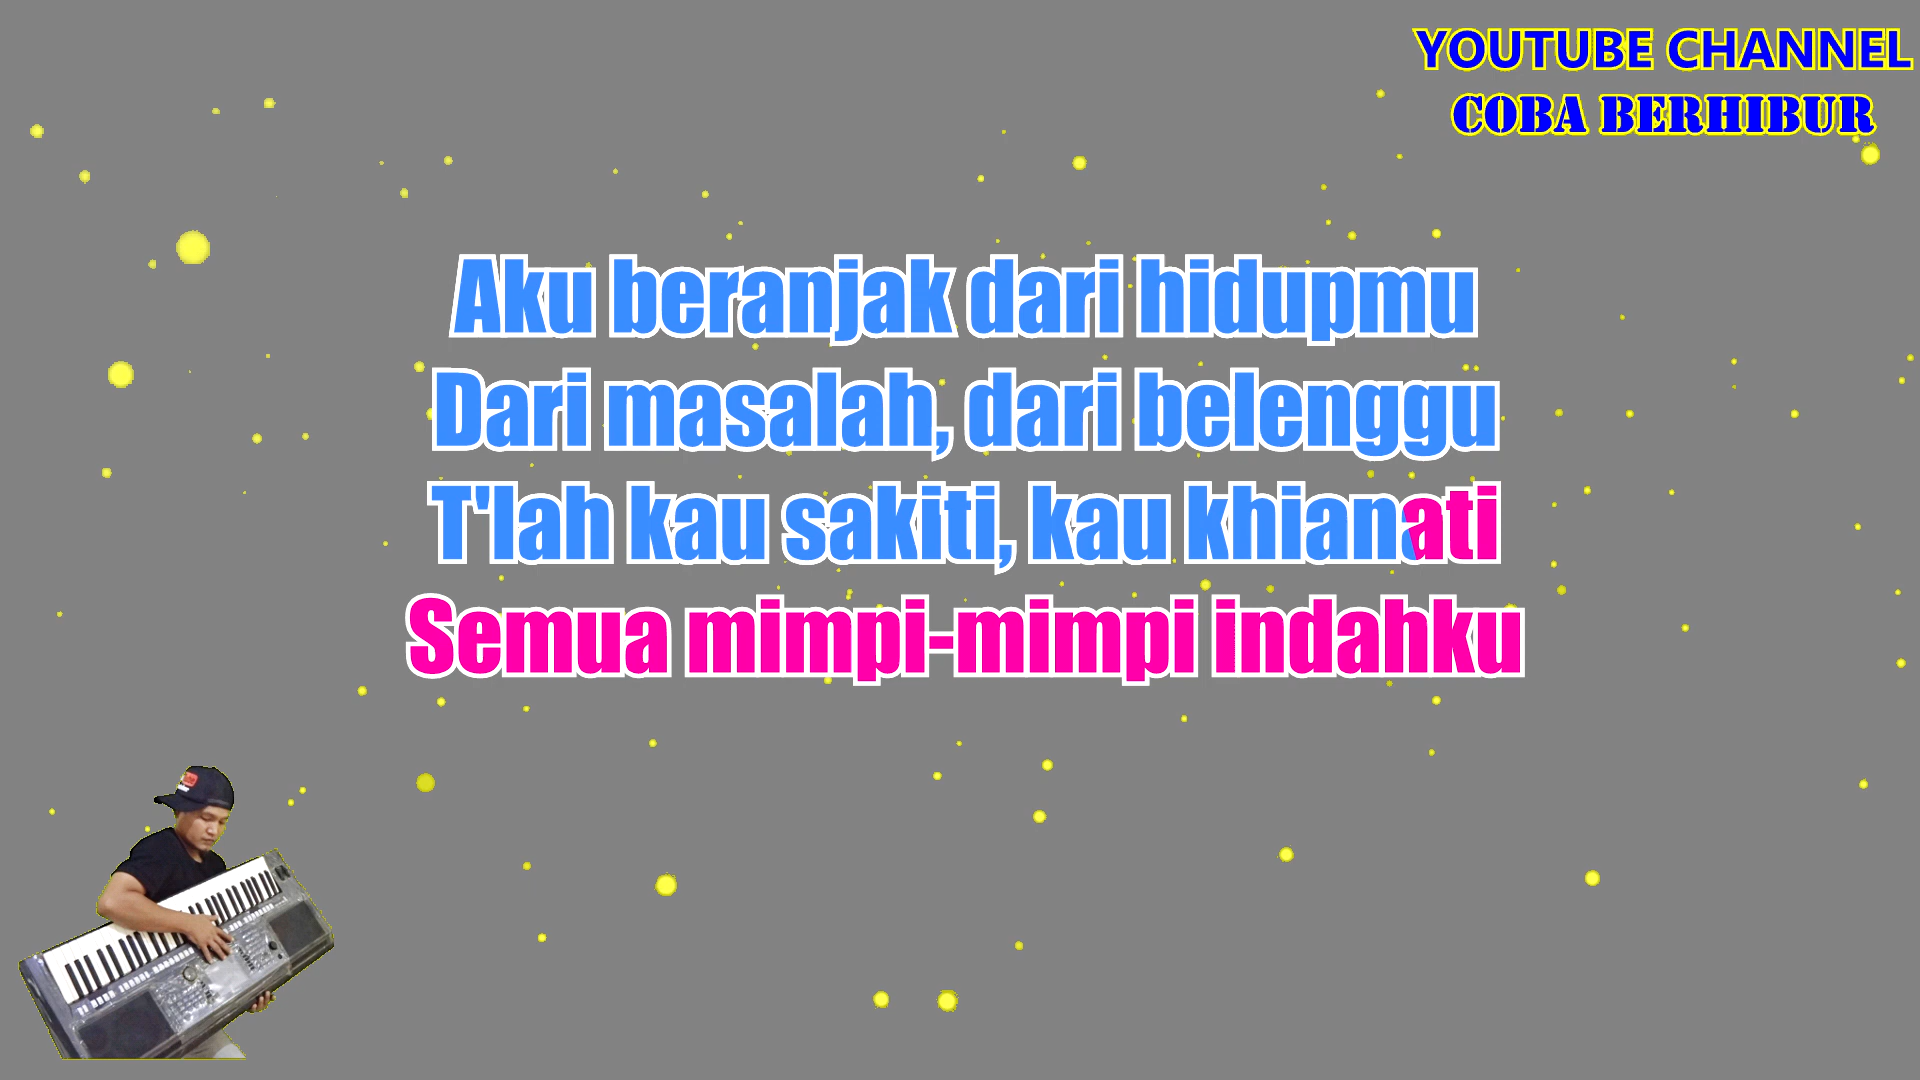 YOUTUBE CHANNEL
COBA BERHIBUR
Aku beranjak dari hidupmu
Dari masalah, dari belenggu
T'lah kau sakiti, kau khianati
Semua mimpi-mimpi indahku